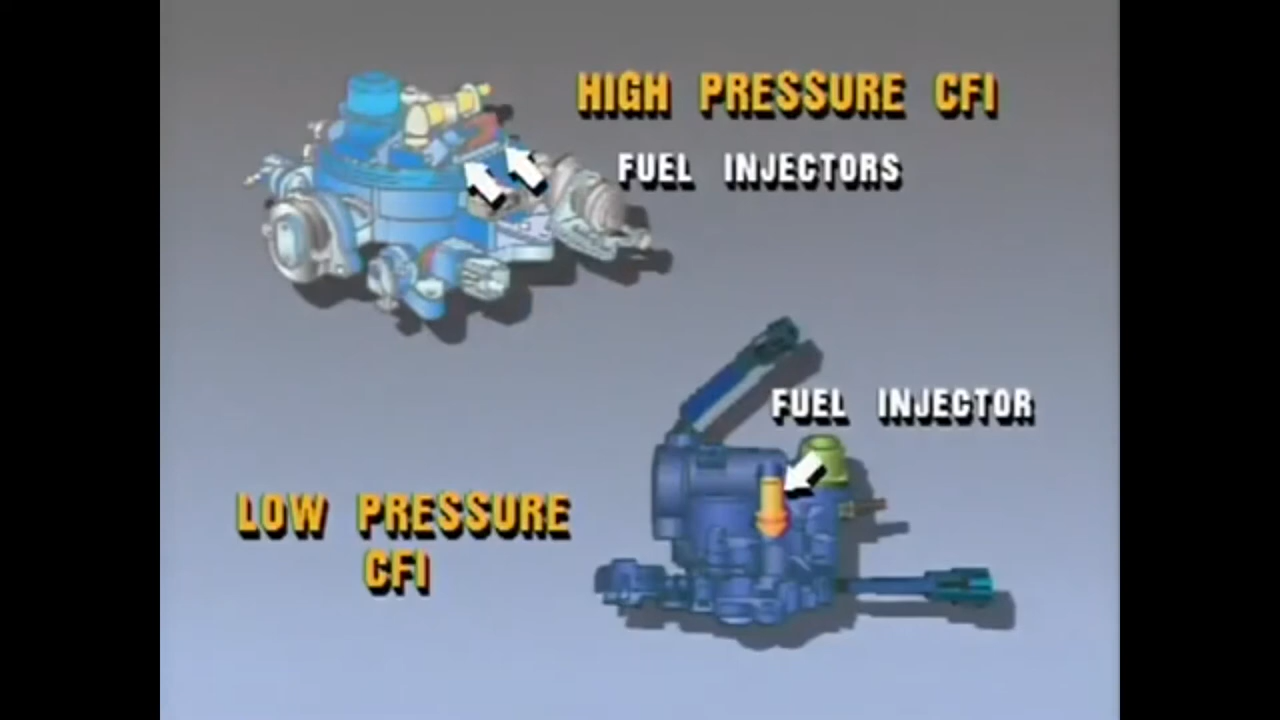 HIGH PRESSURE CFI
FUEL INJECTORS
FUEL INJECTOR
LOW PRESSURE
CFI